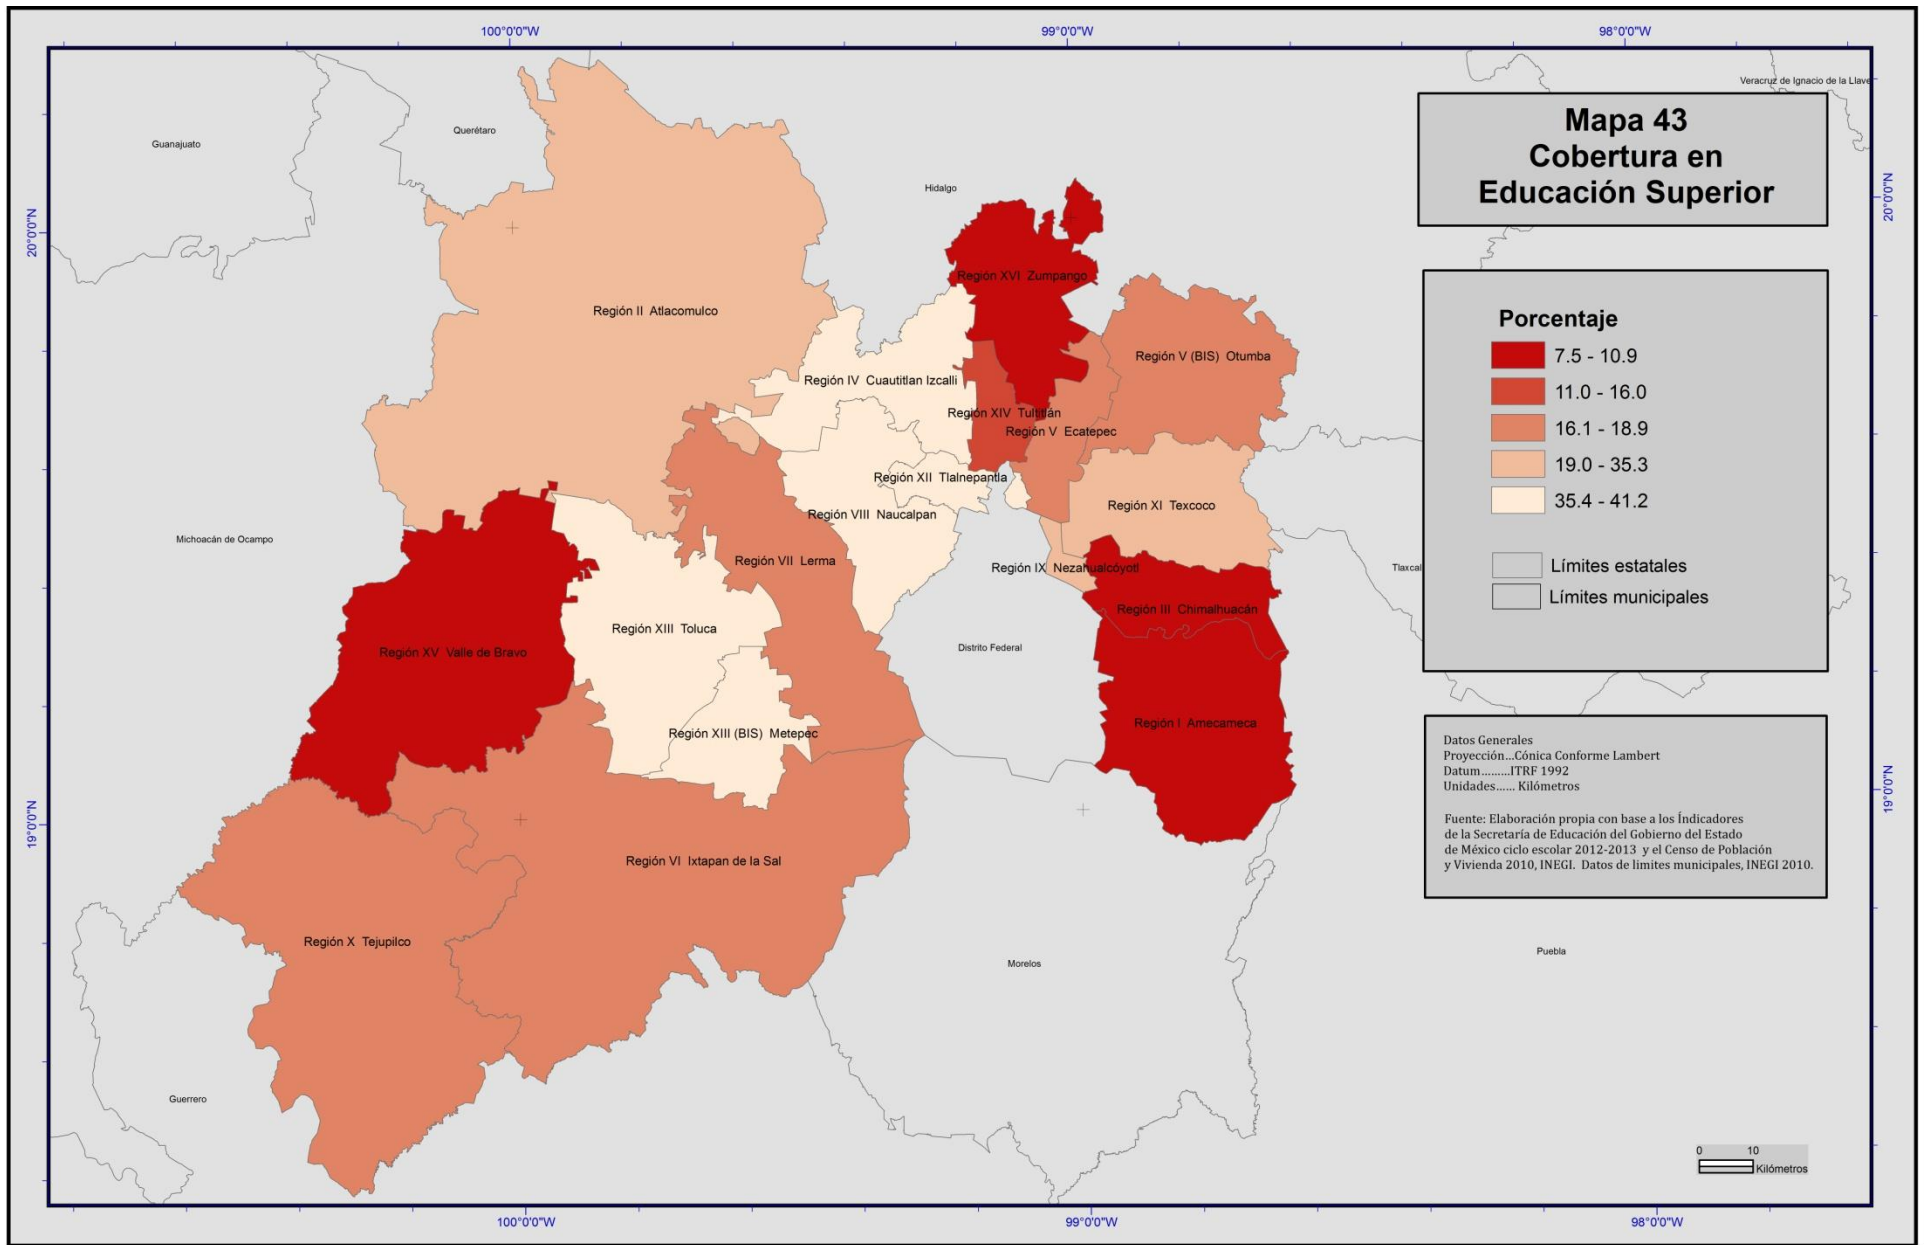 100°0'0"W
99°0'0"W
98°0'0"W
Veracruz de Ignacio de la Llave
Mapa 43
Cobertura en
Educación Superior
Querétaro
Guanajuato
Hidalgo
20°0'0"N
20°0'0"N
Región XVI Zumpango
Región II Atlacomulco
Región V (BIS) Otumba
Región IV Cuautitlan Izcalli
Región XIV Tultitlán
Región V Ecatepec
Región XII Tlalnepantla
Región XI Texcoco
Región VIII Naucalpan
Michoacán de Ocampo
Región VII Lerma
Región IX Nezahualcóyotl
Tlaxcal
Región III Chimalhuacán
Región XIII Toluca
Distrito Federal
Región XV Valle de Bravo
Región I Amecameca
Región XIII (BIS) Metepec
Porcentaje
7.5 - 10.9
11.0 - 16.0
16.1 - 18.9
19.0 - 35.3
35.4 - 41.2
Límites estatales
Límites municipales
Datos Generales
Proyección...Cónica Conforme Lambert
Datum.........ITRF 1992
Unidades...... Kilómetros
Fuente: Elaboración propia con base a los Índicadores
de la Secretaría de Educación del Gobierno del Estado
de México ciclo escolar 2012-2013 y el Censo de Población
y Vivienda 2010, INEGI. Datos de limites municipales, INEGI 2010.
19°0'0"N
19°0'0"N
Región VI Ixtapan de la Sal
Región X Tejupilco
Morelos
Puebla
Guerrero
0 10
Kilómetros
100°0'0"W
99°0'0"W
98°0'0"W